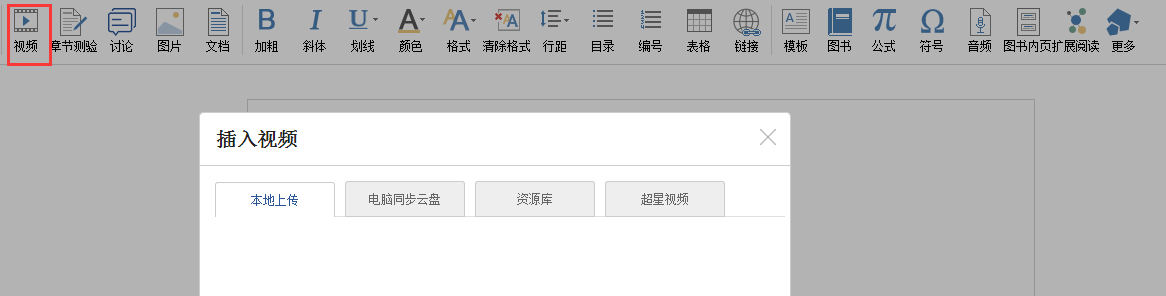 视频 章节测验 讨论 图片 文档 加粗 斜体 划线 颜色 格式 清除格式 行距 目录 编号 表格 链接 模板 图书 公式 符号 音频 图书内页 扩展阅读 更多
插入视频
本地上传 电脑同步云盘 资源库 超星视频